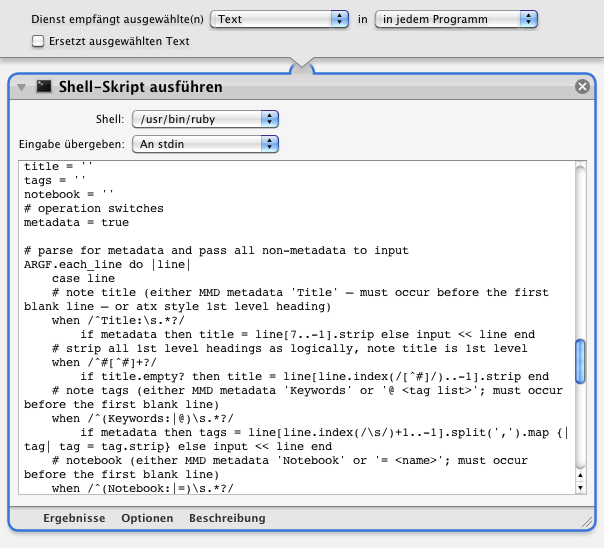 Dienst empfängt ausgewählte(n) Text in in jedem Programm
Ersetzt ausgewählten Text
Shell-Skript ausführen
Shell: /usr/bin/ruby
Eingabe übergeben: An stdin
title = ''
tags = ''
notebook = ''
# operation switches
metadata = true
# parse for metadata and pass all non-metadata to input
ARGF.each_line do |line|
case line
# note title (either MMD metadata 'Title' – must occur before the first
blank line – or atx style 1st level heading)
when /^Title:\s.*?/
if metadata then title = line[7..-1].strip else input << line end
# strip all 1st level headings as logically, note title is 1st level
when /^#[^#]+?/
if title.empty? then title = line[line.index(/[^#]/)..-1].strip end
# note tags (either MMD metadata 'Keywords' or '@ <tag list>'; must occur
before the first blank line)
when /^(Keywords:|@)\s.*?/
if metadata then tags = line[line.index(/\s/)+1..-1].split(',').map {|
tag| tag = tag.strip} else input << line end
# notebook (either MMD metadata 'Notebook' or '= <name>'; must occur
before the first blank line)
when /^(Notebook:|=)\s.*?/
Ergebnisse Optionen Beschreibung